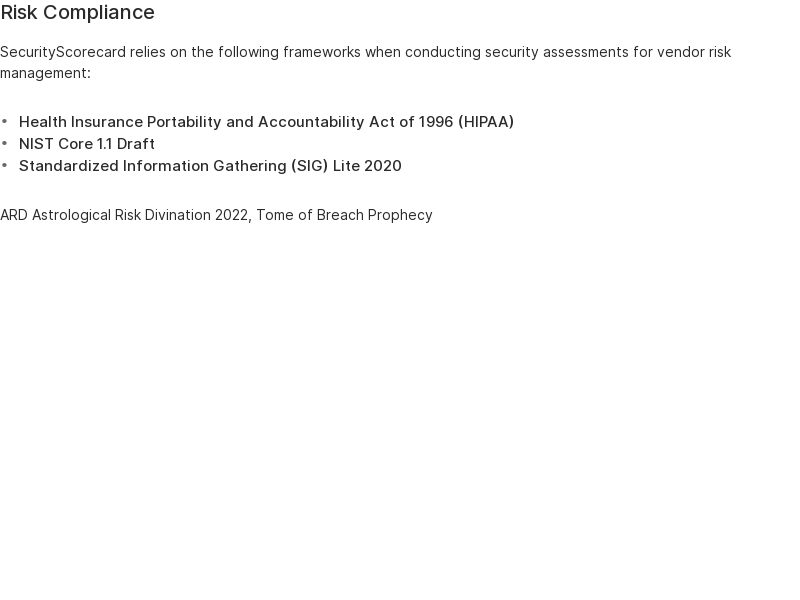 Risk Compliance
SecurityScorecard relies on the following frameworks when conducting security assessments for vendor risk
management:
• Health Insurance Portability and Accountability Act of 1996 (HIPAA)
• NIST Core 1.1 Draft
• Standardized Information Gathering (SIG) Lite 2020
ARD Astrological Risk Divination 2022, Tome of Breach Prophecy